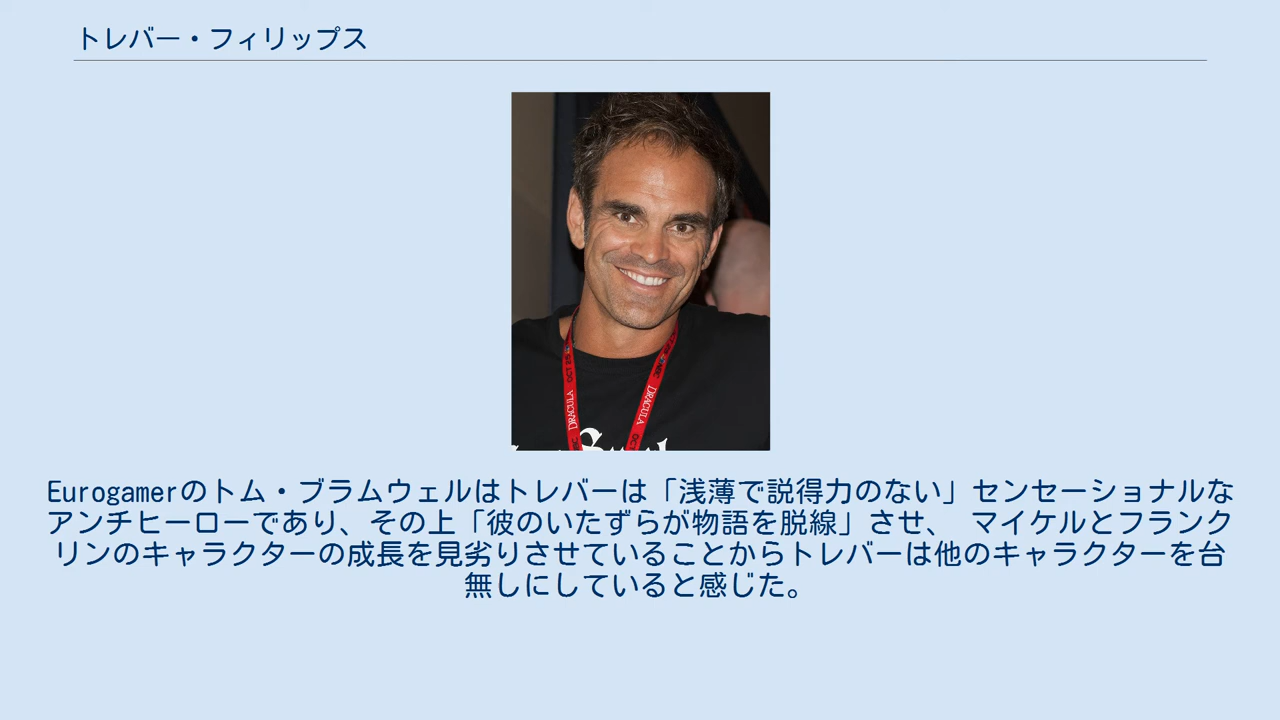 トレバー・フィリップス
OCT 25 NBC
DRACULA
DRACULA
NBC
OCT
Eurogamerのトム・ブラムウェルはトレバーは「浅薄で説得力のない」センセーショナルな
アンチヒーローであり、その上「彼のいたずらが物語を脱線」させ、 マイケルとフランク
リンのキャラクターの成長を見劣りさせていることからトレバーは他のキャラクターを台
無しにしていると感じた。